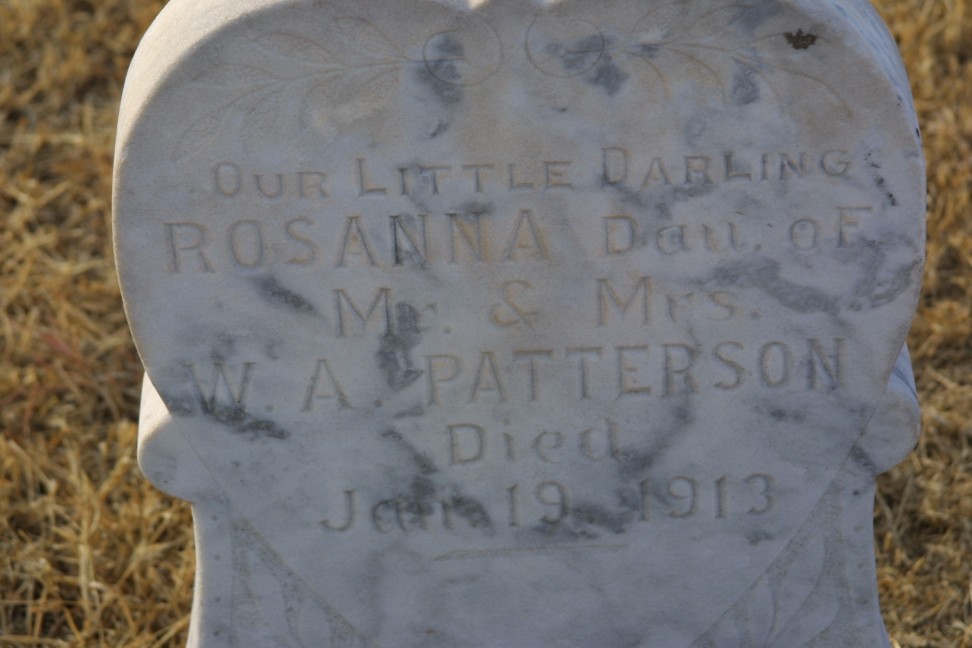 OUR LITTLE DARLING
ROSANNA Dau. OF
Mr. & Mrs.
W. A. PATTERSON
Died
Jan. 19, 1913